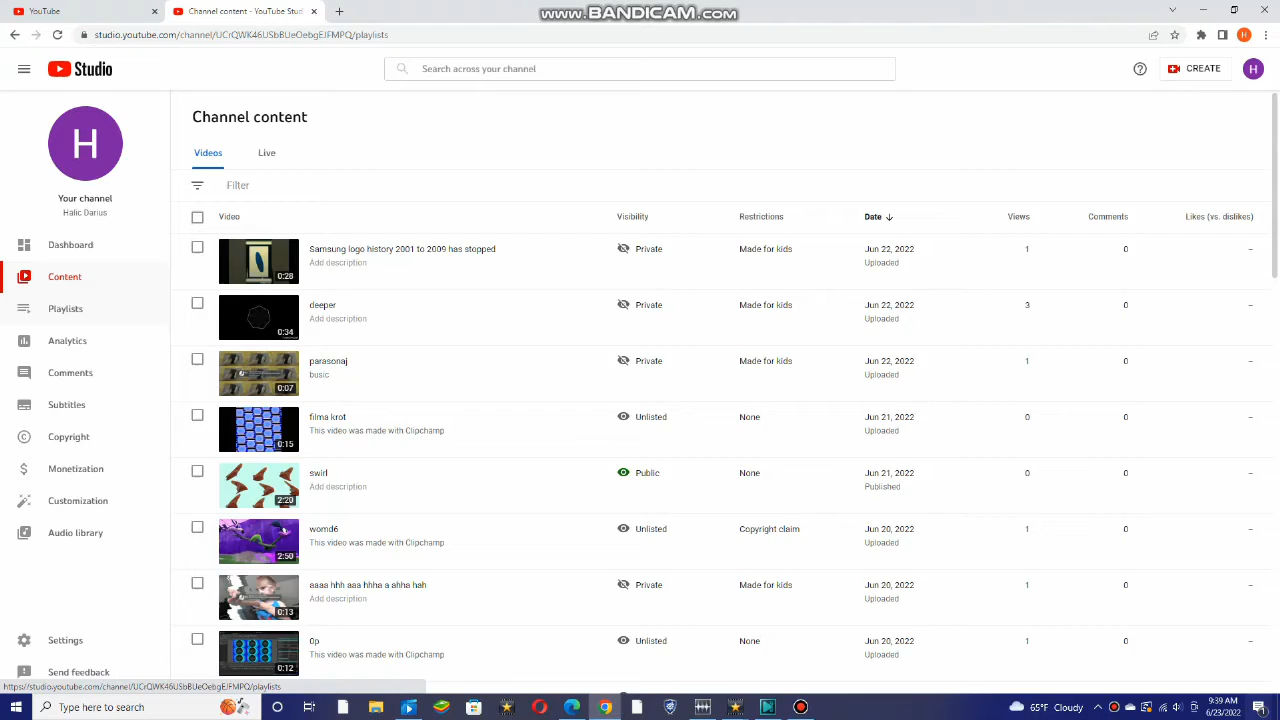 YouTube
Channel content - YouTube Stud
www.BANDICAM.com
studio.youtube.com/channel/UCrQWK46USbBUeOebgEJFMPQ/playlists
H
Studio
Search across your channel
CREATE
H
H
Your channel
Halic Darius
Dashboard
Content
Playlists
Analytics
Comments
Subtitles
Copyright
Monetization
Customization
Audio library
Settings
Send feedback
Channel content
Videos Live
Filter
Video Visibility Restrictions Date Views Comments Likes (vs. dislikes)
0:28 Samsung logo history 2001 to 2009 has stopped Private Made for kids Jun 22, 2022 1 0 –
Add description Uploaded
0:34 deeper Private Made for kids Jun 22, 2022 3 0 –
Add description Uploaded
0:07 parasonaj Private Made for kids Jun 22, 2022 1 0 –
busic Uploaded
0:15 filma krot Unlisted None Jun 21, 2022 0 0 –
This video was made with Clipchamp Uploaded
2:20 swirl Public None Jun 21, 2022 0 0 –
Add description Published
2:50 womd6 Unlisted Copyright claim Jun 20, 2022 1 0 –
This video was made with Clipchamp Uploaded
0:13 aaaa hhh aaa hhha a ahha hah Private Made for kids Jun 20, 2022 1 0 –
Add description Uploaded
0:12 0p Unlisted None Jun 20, 2022 1 0 –
This video was made with Clipchamp Uploaded
https://studio.youtube.com/channel/UCrQWK46USbBUeOebgEJFMPQ/playlists
Type here to search
65°F
9:39 AM
6/23/2022